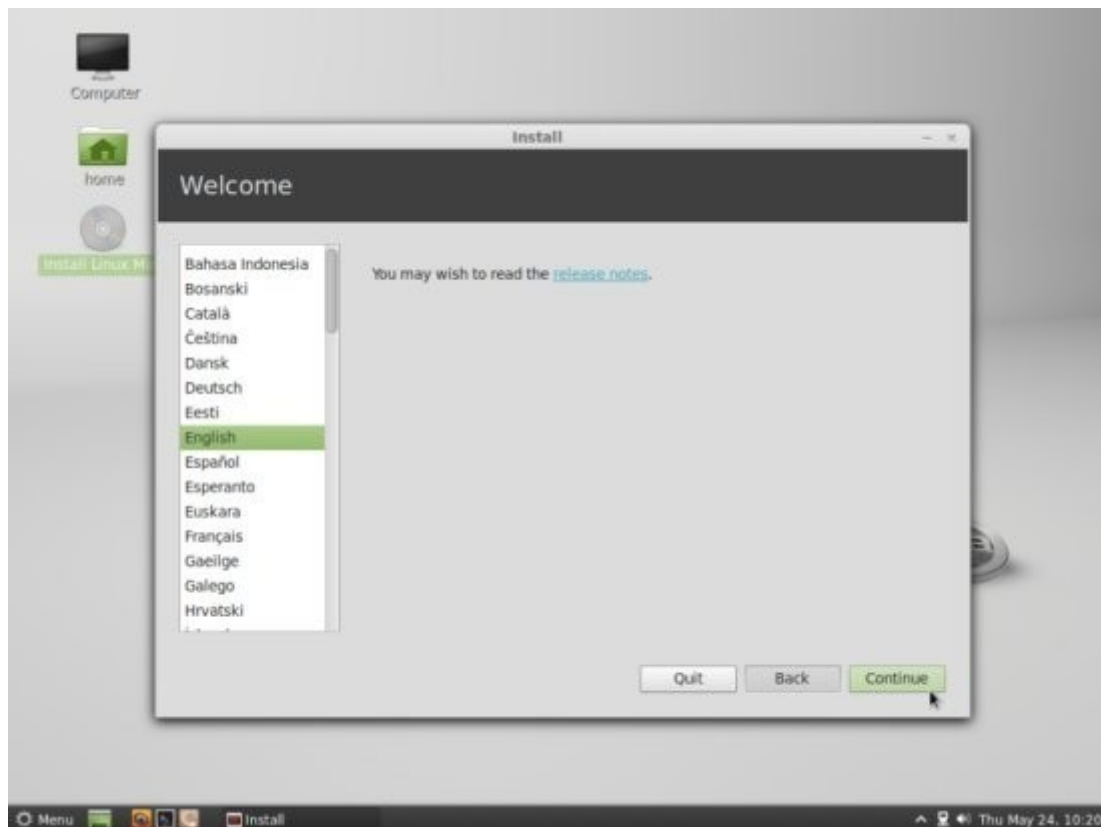 Computer
home
Install Linux M
Install
Welcome
Bahasa Indonesia
Bosanski
Català
Čeština
Dansk
Deutsch
Eesti
English
Español
Esperanto
Euskara
Français
Gaeilge
Galego
Hrvatski
You may wish to read the release notes.
Quit Back Continue
Menu Install Thu May 24, 10:20